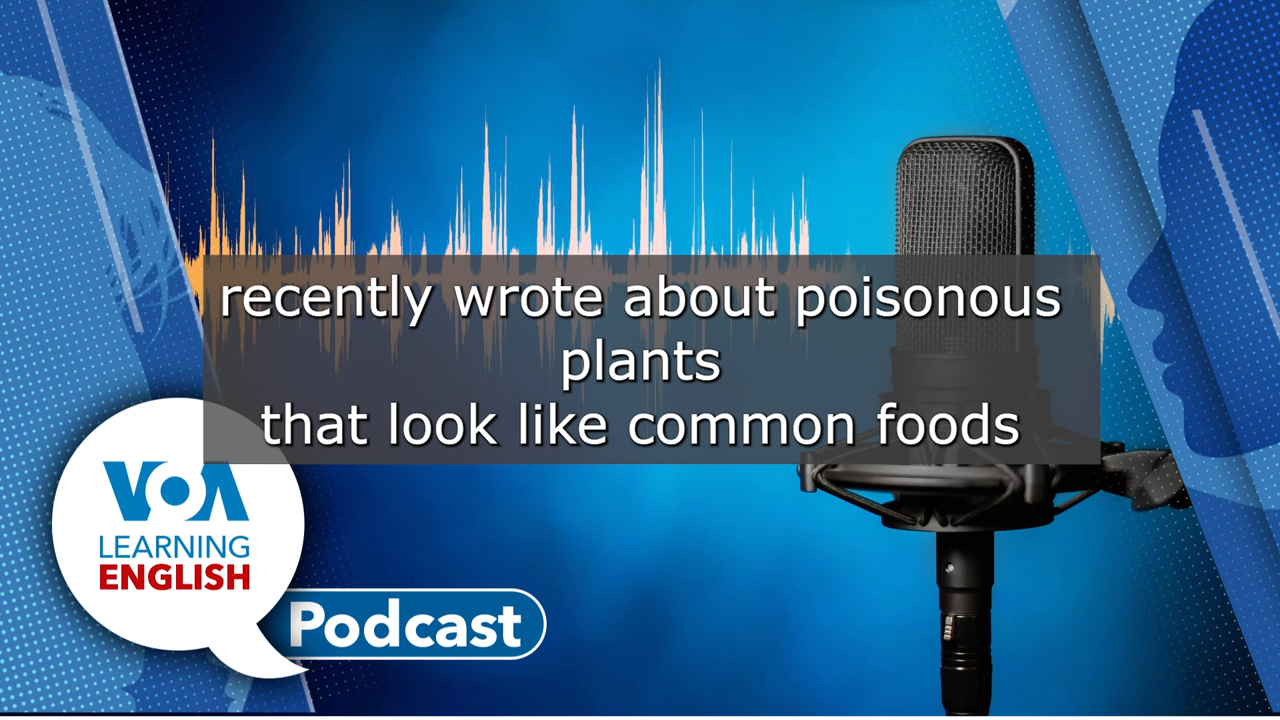 recently wrote about poisonous
plants
that look like common foods
VOA
LEARNING
ENGLISH
Podcast